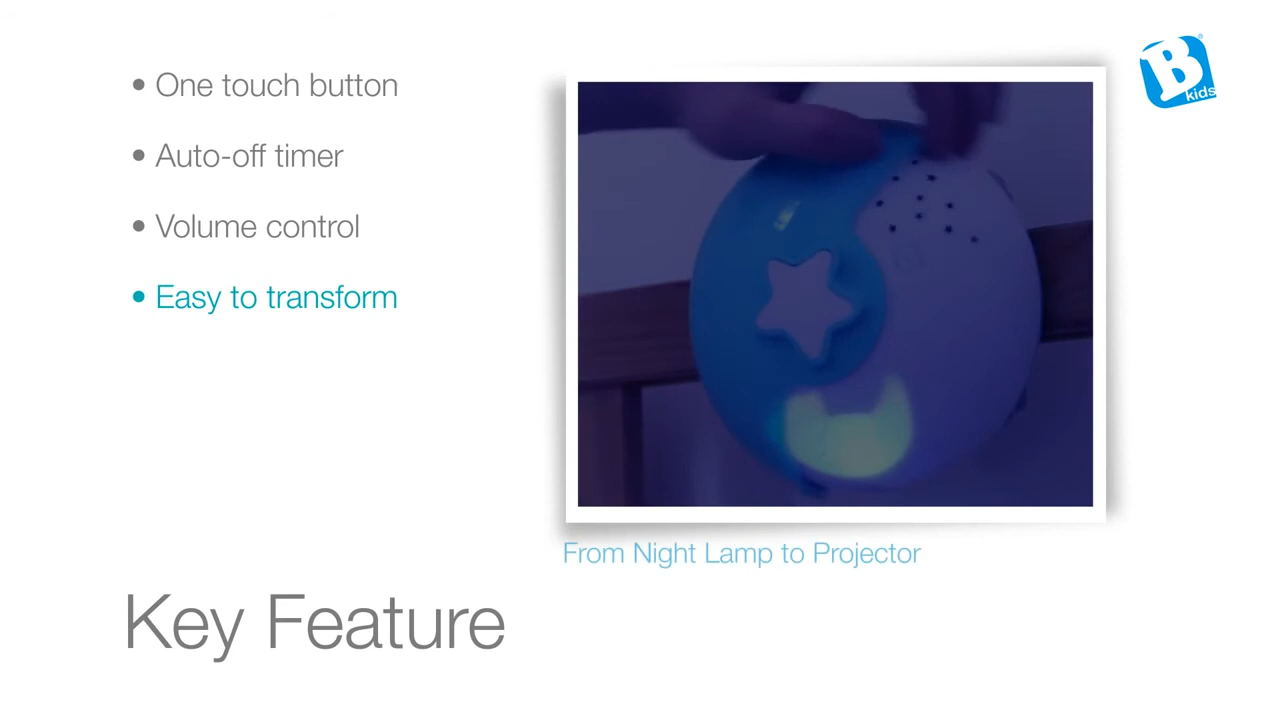 • One touch button
• Auto-off timer
• Volume control
• Easy to transform
B
kids
From Night Lamp to Projector
Key Feature